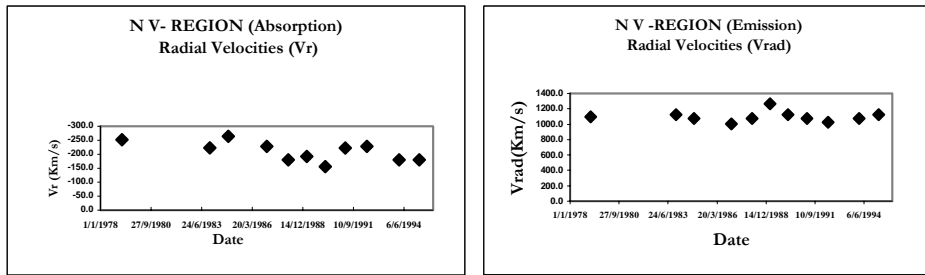 N V- REGION (Absorption)
Radial Velocities (Vr)
Vr (Km/s)
-300.0
-250.0
-200.0
-150.0
-100.0
-50.0
0.0
1/1/1978 27/9/1980 24/6/1983 20/3/1986 14/12/1988 10/9/1991 6/6/1994
Date
N V -REGION (Emission)
Radial Velocities (Vrad)
Vrad(Km/s)
1400.0
1200.0
1000.0
800.0
600.0
400.0
200.0
0.0
1/1/1978 27/9/1980 24/6/1983 20/3/1986 14/12/1988 10/9/1991 6/6/1994
Date